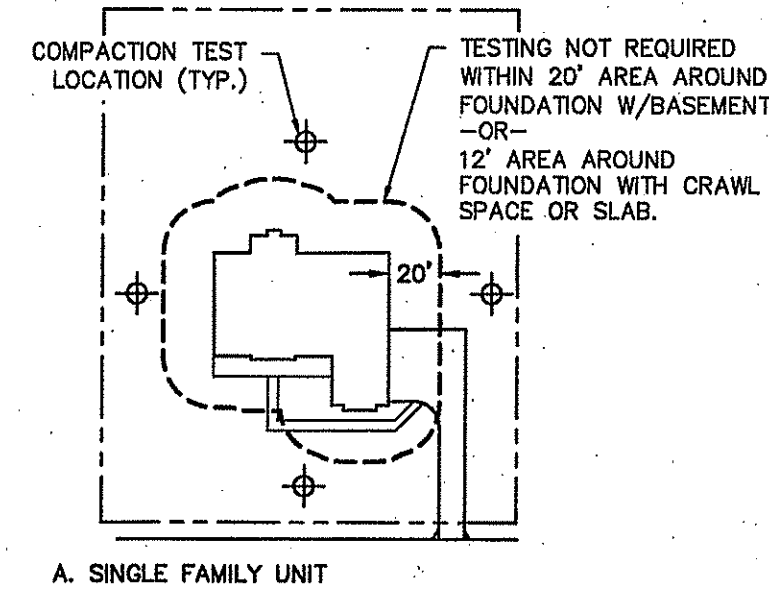 COMPACTION TEST
LOCATION (TYP.)
TESTING NOT REQUIRED
WITHIN 20' AREA AROUND
FOUNDATION W/BASEMENT
-OR-
12' AREA AROUND
FOUNDATION WITH CRAWL
SPACE OR SLAB.
20'
A. SINGLE FAMILY UNIT